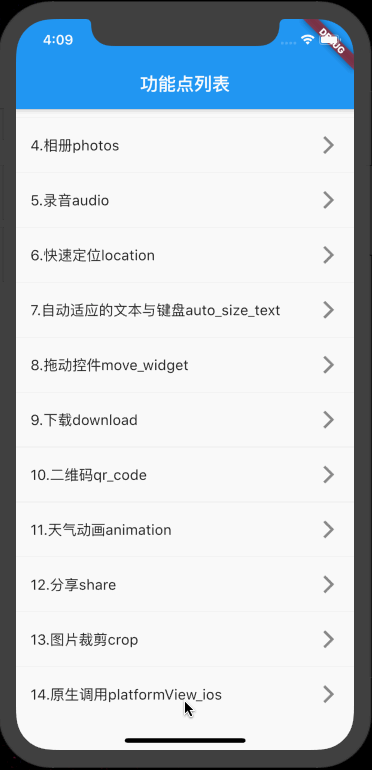 4:09
DEBUG
功能点列表
4.相册photos
5.录音audio
6.快速定位location
7.自动适应的文本与键盘auto_size_text
8.拖动控件move_widget
9.下载download
10.二维码qr_code
11.天气动画animation
12.分享share
13.图片裁剪crop
14.原生调用platformView_ios